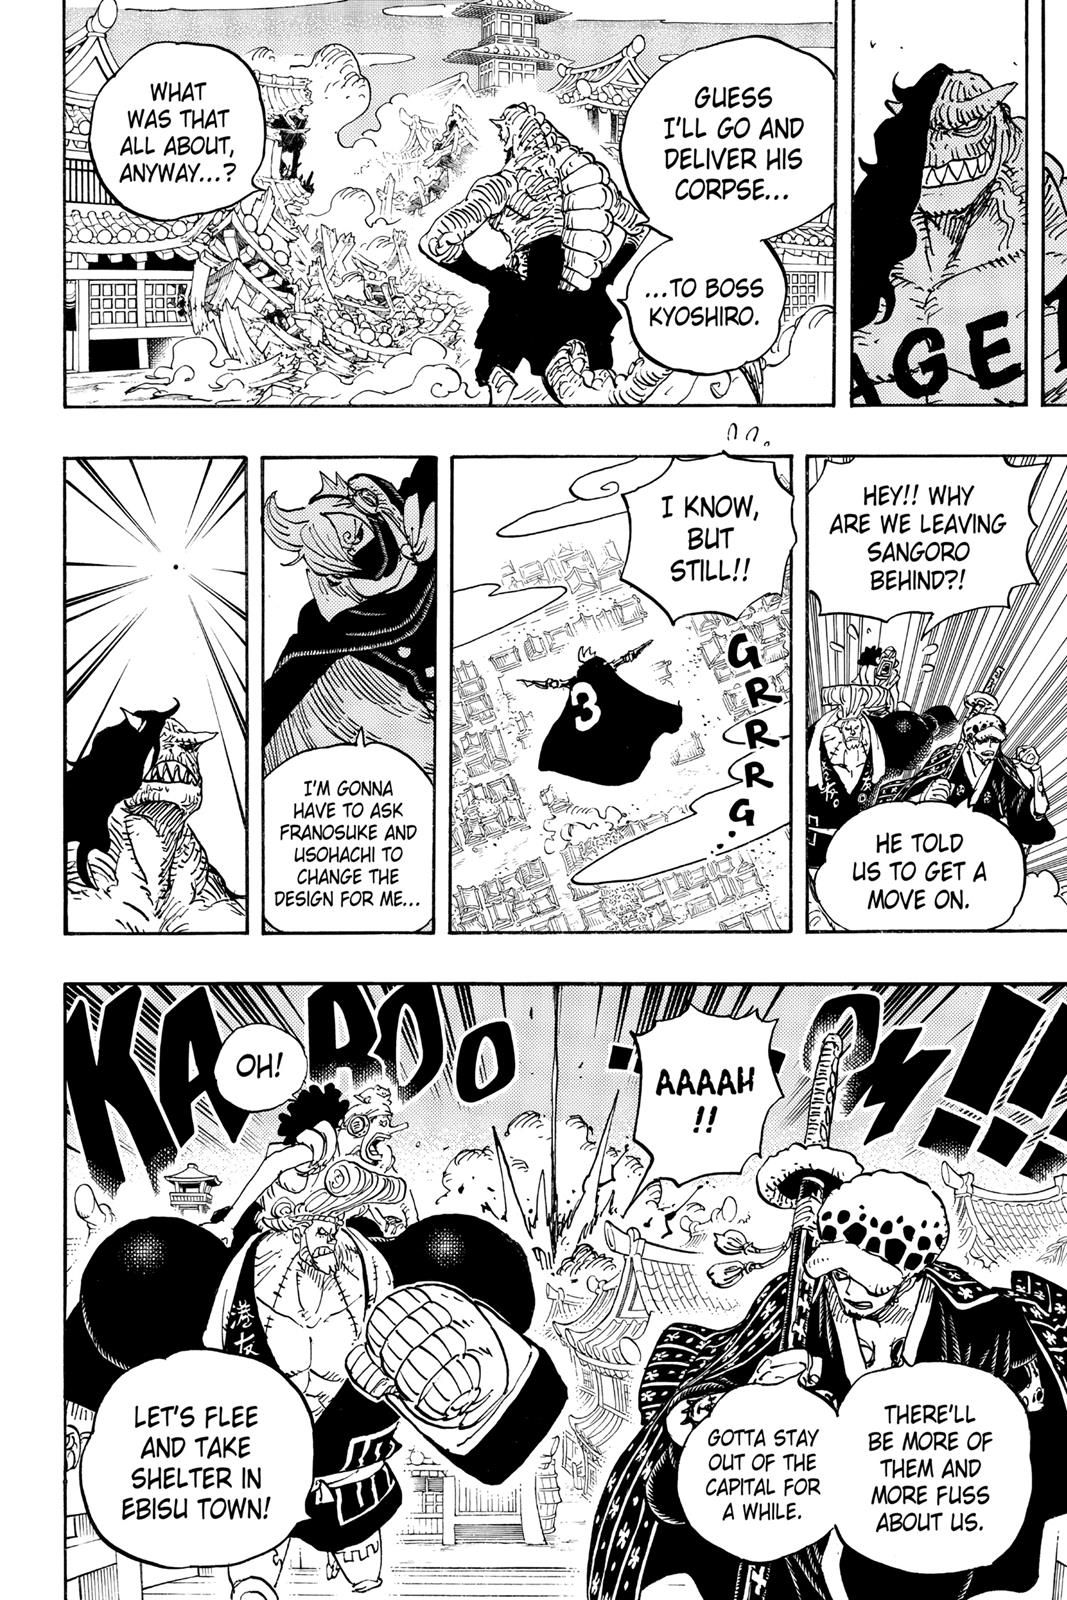 AGE
GUESS
I'LL GO AND
DELIVER HIS
CORPSE...
...TO BOSS
KYOSHIRO.
WHAT
WAS THAT
ALL ABOUT,
ANYWAY...?
HEY!! WHY
ARE WE LEAVING
SANGORO
BEHIND?!
HE TOLD
US TO GET A
MOVE ON.
I KNOW,
BUT
STILL!!
GRRRG
3
I'M GONNA
HAVE TO ASK
FRANOSUKE AND
USOHACHI TO
CHANGE THE
DESIGN FOR ME...
KABOOOM!!!
AAAAH
!!
OH!
THERE'LL
BE MORE OF
THEM AND
MORE FUSS
ABOUT US.
GOTTA STAY
OUT OF THE
CAPITAL FOR
A WHILE.
港友
LET'S FLEE
AND TAKE
SHELTER IN
EBISU TOWN!